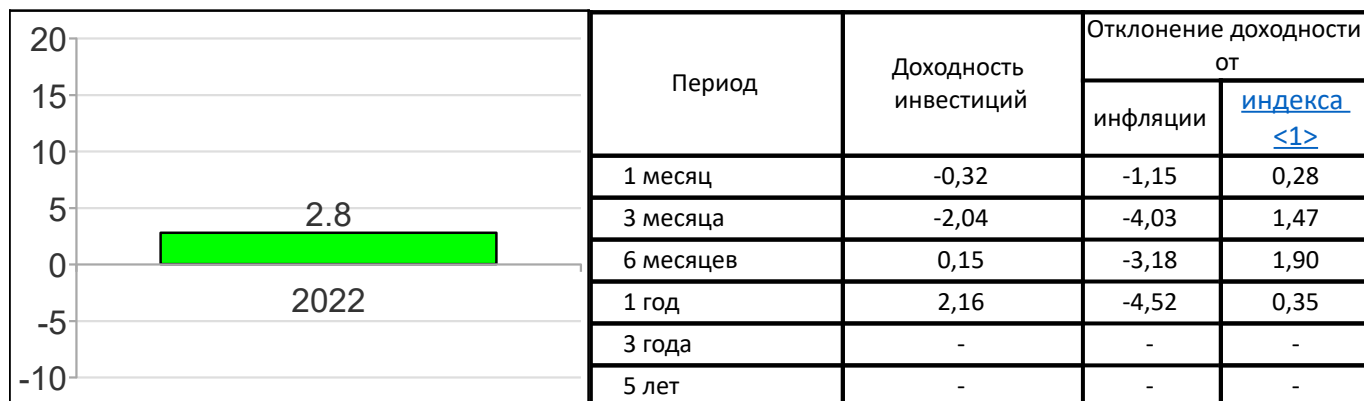 20
15
10
5
0
-5
-10
2.8
2022
Период
Доходность
инвестиций
Отклонение доходности
от
инфляции
индекса
<1>
1 месяц -0,32 -1,15 0,28
3 месяца -2,04 -4,03 1,47
6 месяцев 0,15 -3,18 1,90
1 год 2,16 -4,52 0,35
3 года - - -
5 лет - - -